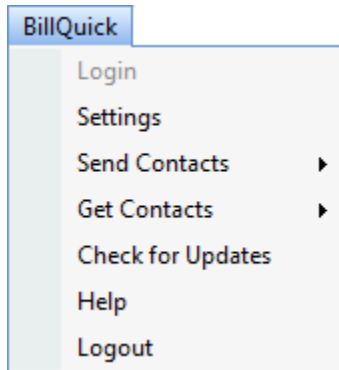 BillQuick
Login
Settings
Send Contacts
Get Contacts
Check for Updates
Help
Logout